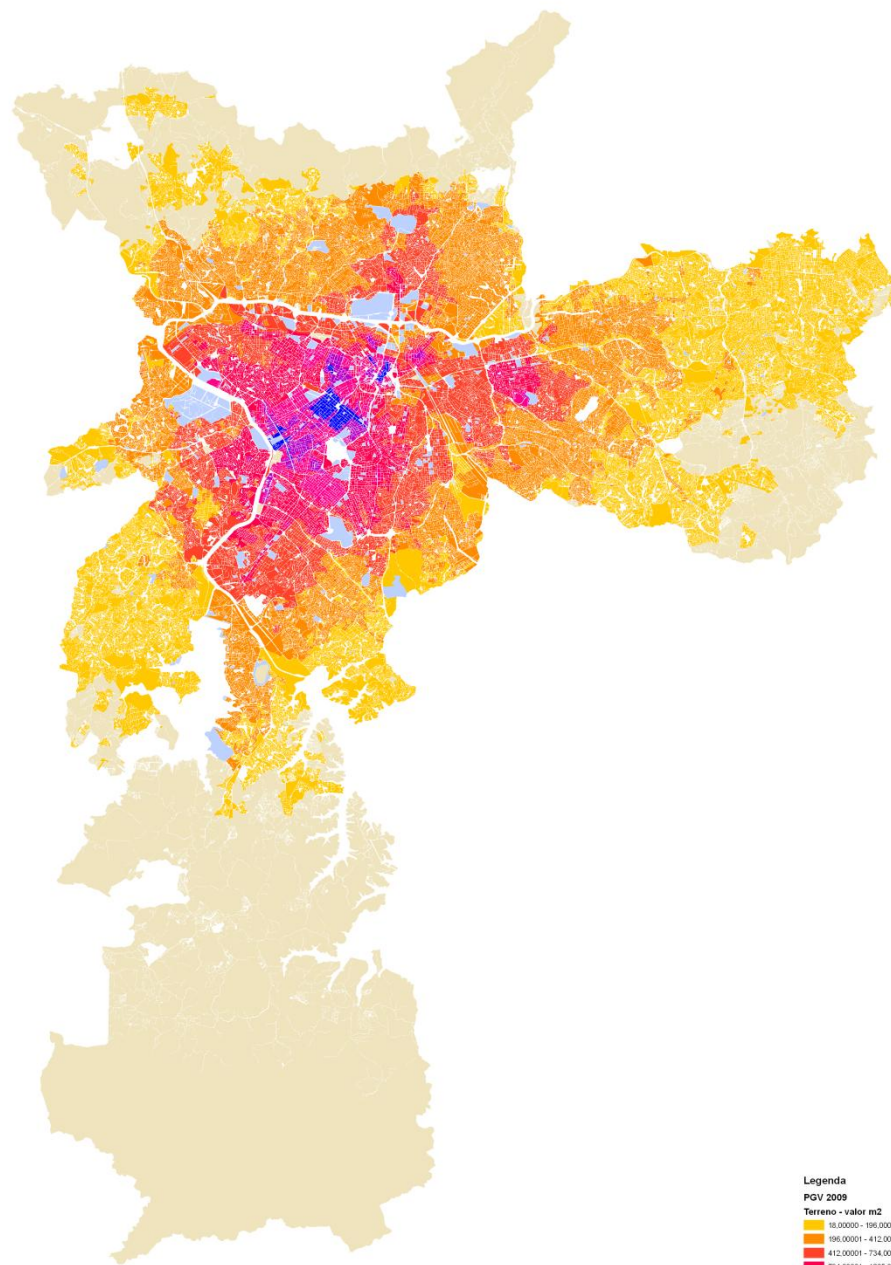 Legenda
PGV 2009
Terreno - valor m2
18,00000 - 196,000
196,00001 - 412,00
412,00001 - 734,00